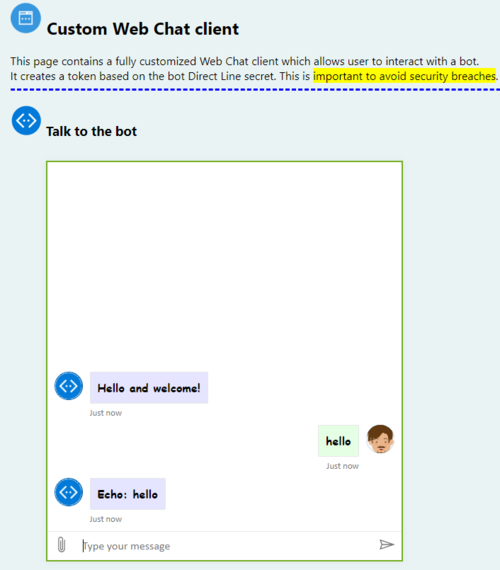 Custom Web Chat client
This page contains a fully customized Web Chat client which allows user to interact with a bot.
It creates a token based on the bot Direct Line secret. This is important to avoid security breaches.
Talk to the bot
Hello and welcome!
Just now
hello
Just now
Echo: hello
Just now
Type your message